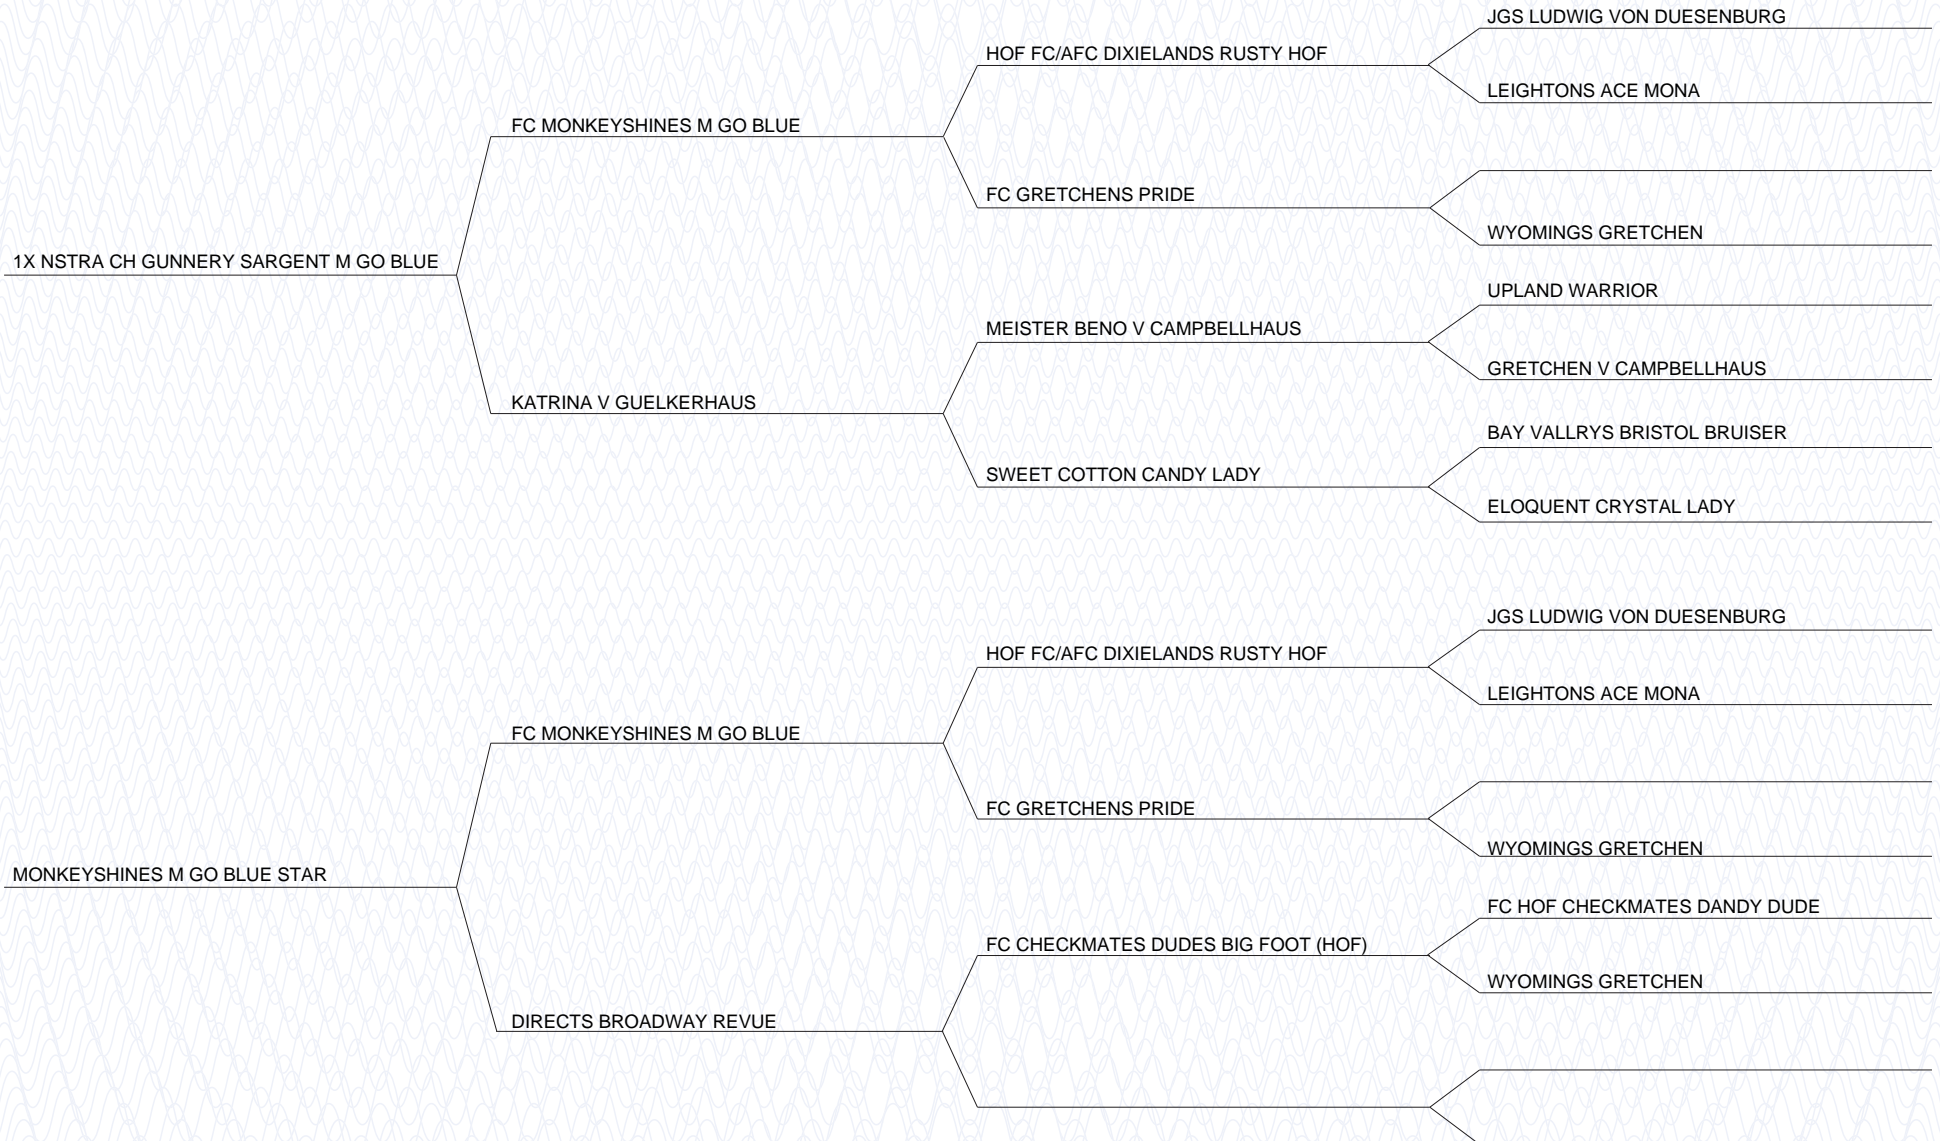 JGS LUDWIG VON DUESENBURG
HOF FC/AFC DIXIELANDS RUSTY HOF
LEIGHTONS ACE MONA
FC MONKEYSHINES M GO BLUE
FC GRETCHENS PRIDE
WYOMINGS GRETCHEN
1X NSTRA CH GUNNERY SARGENT M GO BLUE
UPLAND WARRIOR
MEISTER BENO V CAMPBELLHAUS
GRETCHEN V CAMPBELLHAUS
KATRINA V GUELKERHAUS
BAY VALLRYS BRISTOL BRUISER
SWEET COTTON CANDY LADY
ELOQUENT CRYSTAL LADY
JGS LUDWIG VON DUESENBURG
HOF FC/AFC DIXIELANDS RUSTY HOF
LEIGHTONS ACE MONA
FC MONKEYSHINES M GO BLUE
FC GRETCHENS PRIDE
WYOMINGS GRETCHEN
MONKEYSHINES M GO BLUE STAR
FC HOF CHECKMATES DANDY DUDE
FC CHECKMATES DUDES BIG FOOT (HOF)
WYOMINGS GRETCHEN
DIRECTS BROADWAY REVUE